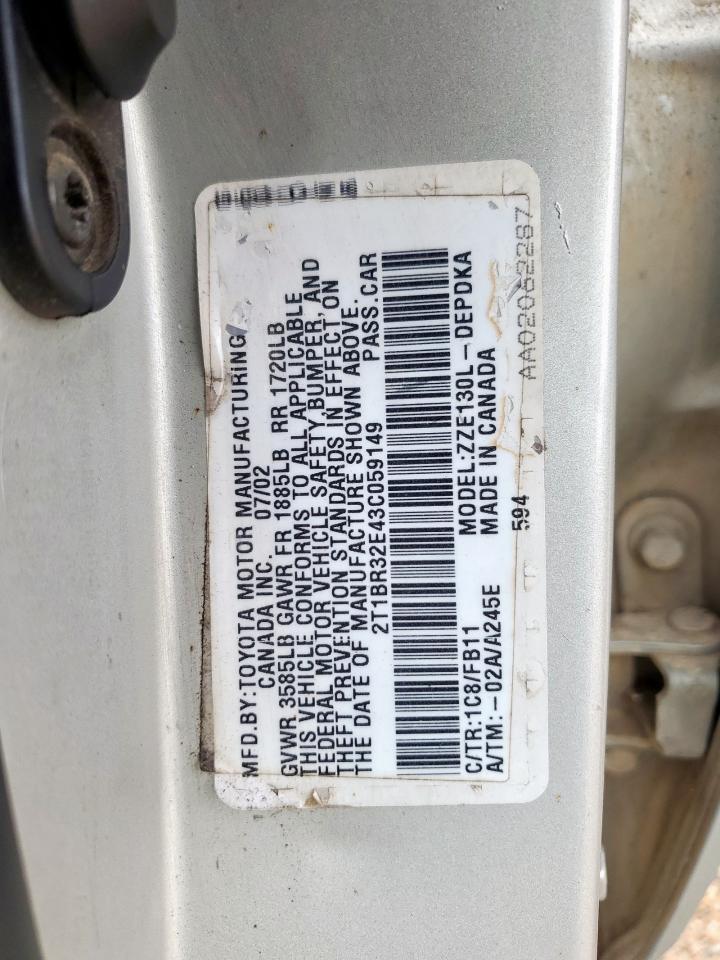 MFD.BY:TOYOTA MOTOR MANUFACTURING
CANADA INC. 07/02
GVWR 3585LB GAWR FR 1885LB RR 1720LB
THIS VEHICLE CONFORMS TO ALL APPLICABLE
FEDERAL MOTOR VEHICLE SAFETY,BUMPER, AND
THEFT PREVENTION STANDARDS IN EFFECT ON
THE DATE OF MANUFACTURE SHOWN ABOVE.
2T1BR32E43C059149 PASS.CAR
C/TR:1C8/FB11 MODEL:ZZE130L-DEPDKA
A/TM:-02A/A245E MADE IN CANADA
594 AA02082287